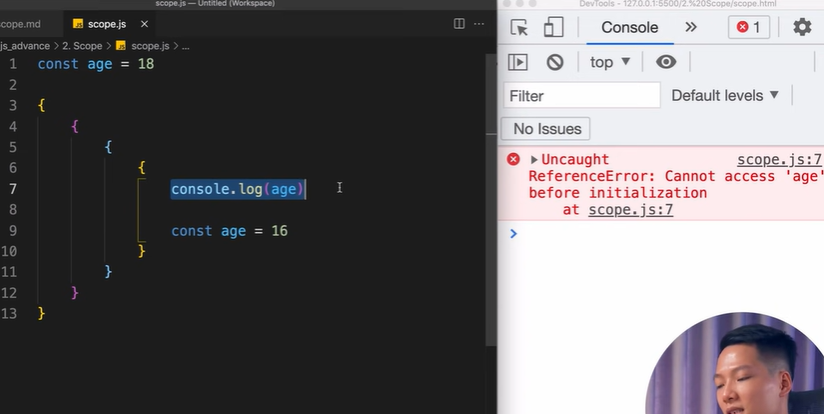 scope.js — Untitled (Workspace)
DevTools - 127.0.0.1:5500/2.%20Scope/scope.html
scope.md
JS scope.js ×
Console
1
js_advance > 2. Scope > JS scope.js > ...
top
Filter
Default levels
No Issues
1 const age = 18
2
3 {
4 {
5 {
6 {
7 console.log(age)
8
9 const age = 16
10 }
11 }
12 }
13 }
Uncaught scope.js:7
ReferenceError: Cannot access 'age'
before initialization
at scope.js:7